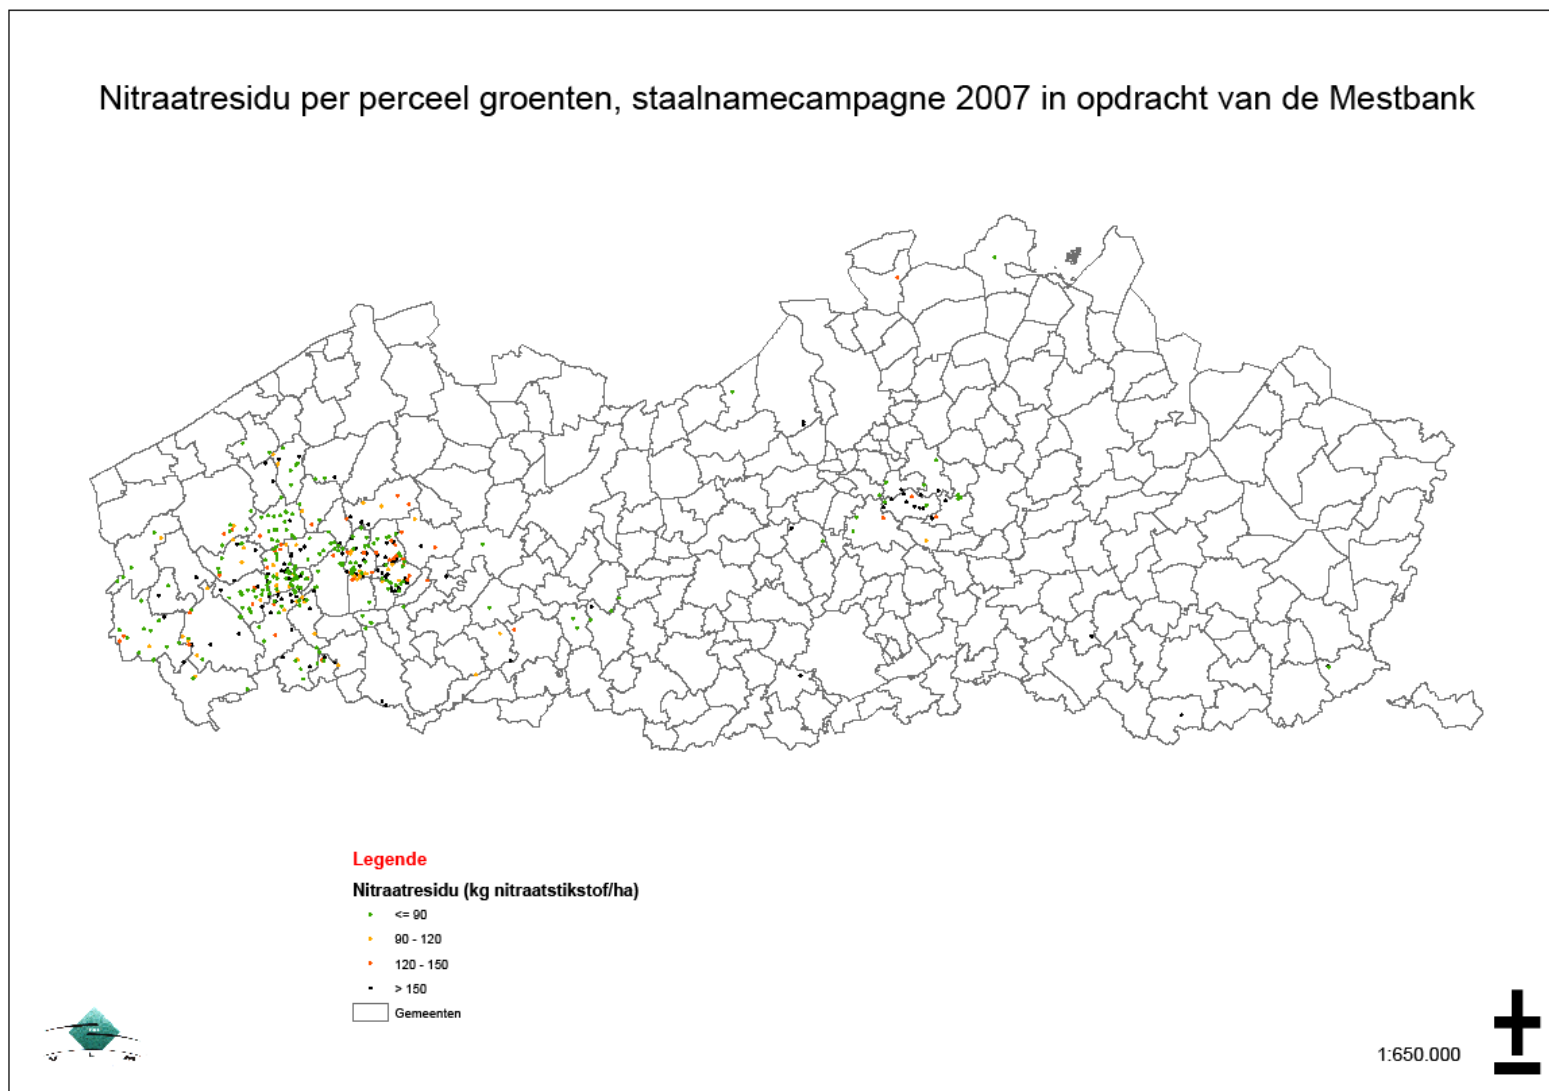 Nitraatresidu per perceel groenten, staalnamecampagne 2007 in opdracht van de Mestbank
Legende
Nitraatresidu (kg nitraatstikstof/ha)
<= 90
90 - 120
120 - 150
> 150
Gemeenten
V L M
1:650.000